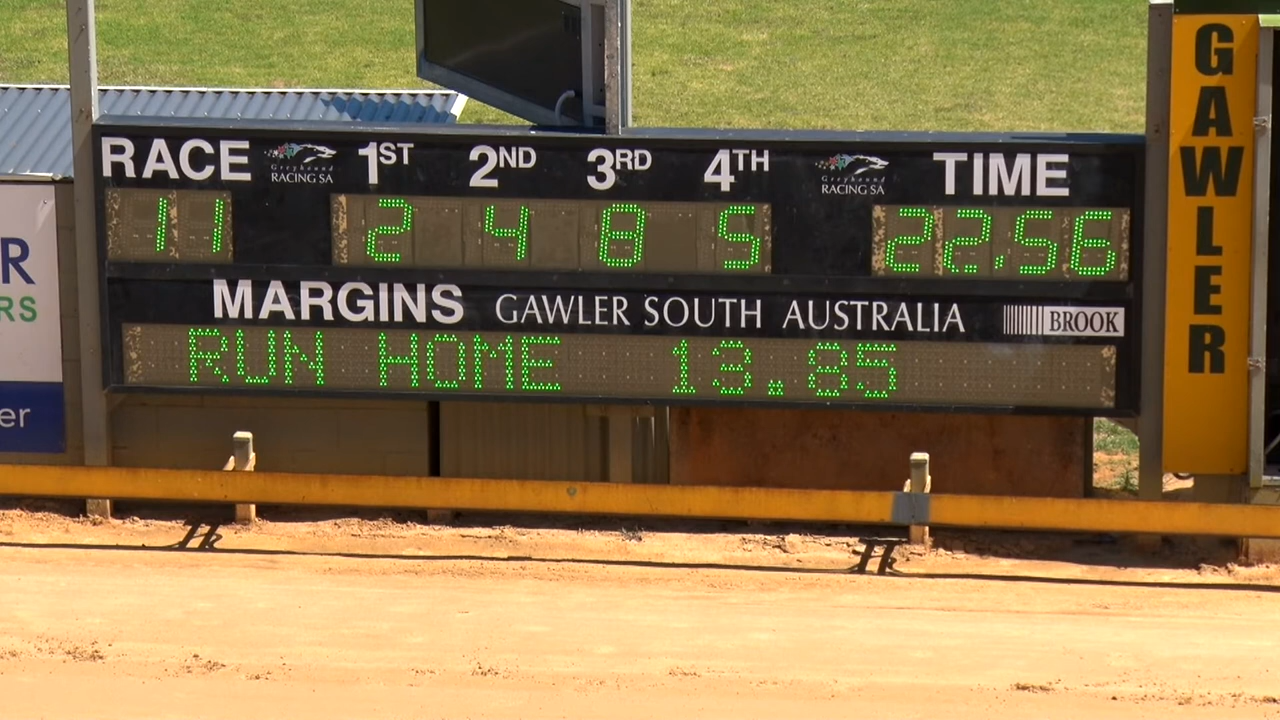 RACE Greyhound RACING SA 1ST 2ND 3RD 4TH Greyhound RACING SA TIME
11 2 4 8 5 22.56
MARGINS GAWLER SOUTH AUSTRALIA BROOK
RUN HOME 13.85
GAWLER
R
RS
er